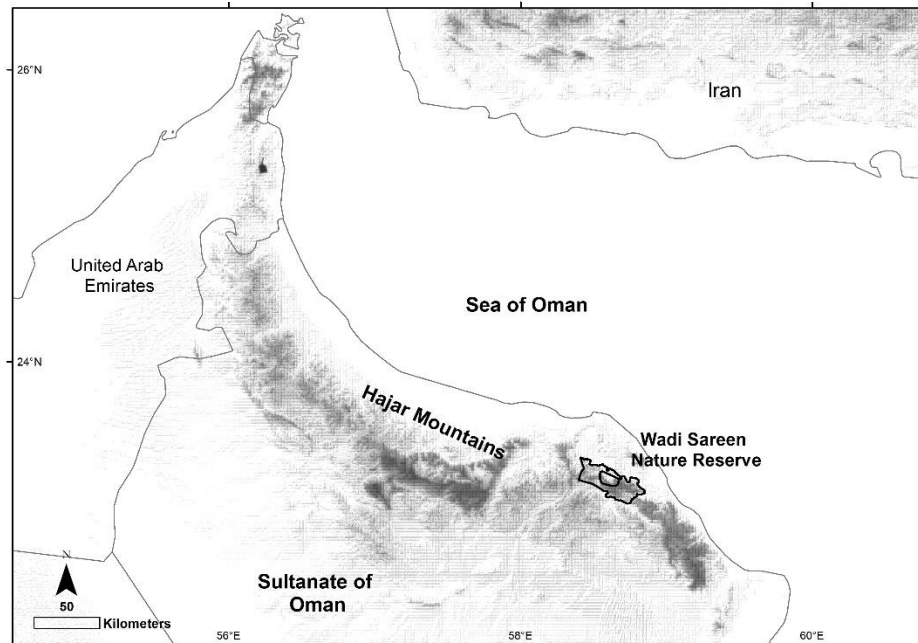 26°N
Iran
United Arab
Emirates
Sea of Oman
24°N
Hajar Mountains
Wadi Sareen
Nature Reserve
N
50
Kilometers
Sultanate of
Oman
56°E
58°E
60°E